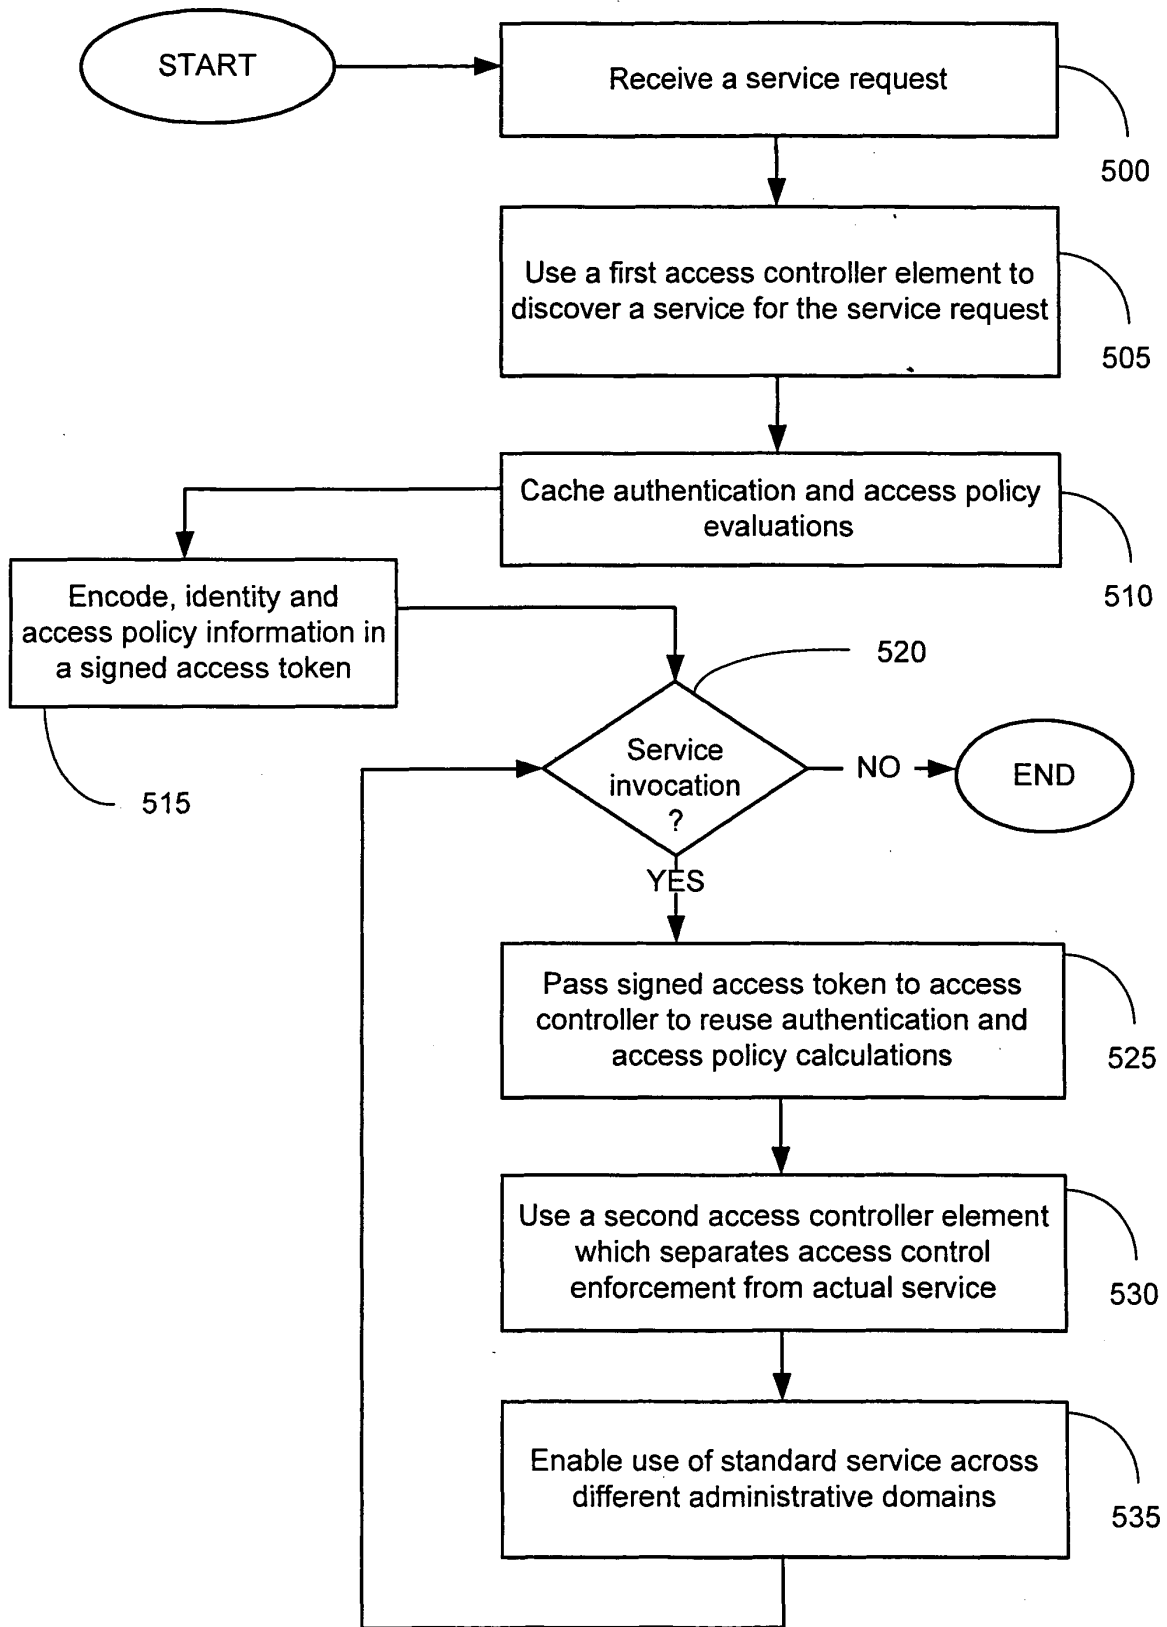 START
Receive a service request
500
Use a first access controller element to
discover a service for the service request
505
Cache authentication and access policy
evaluations
510
Encode, identity and
access policy information in
a signed access token
515
520
Service
invocation
?
NO
END
YES
Pass signed access token to access
controller to reuse authentication and
access policy calculations
525
Use a second access controller element
which separates access control
enforcement from actual service
530
Enable use of standard service across
different administrative domains
535